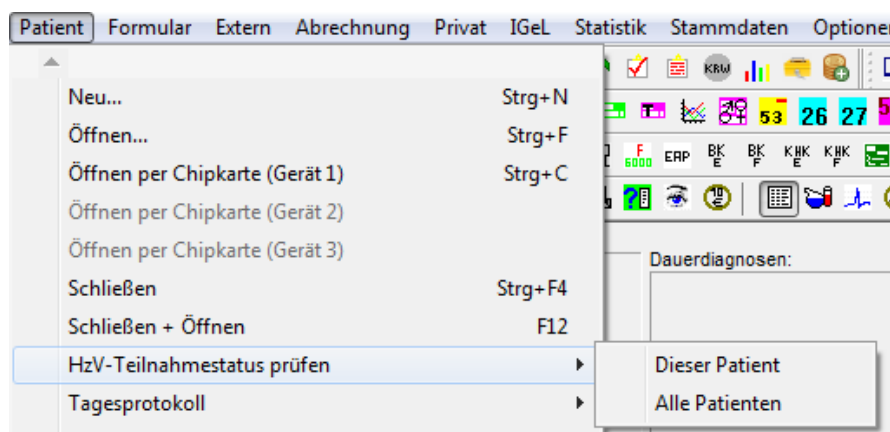 Patient Formular Extern Abrechnung Privat IGeL Statistik Stammdaten
KRW
Neu... Strg+N
53 26 27
Öffnen... Strg+F
F 6000 ERP BK E BK F KHK E KHK F
Öffnen per Chipkarte (Gerät 1) Strg+C
Öffnen per Chipkarte (Gerät 2)
Öffnen per Chipkarte (Gerät 3)
Dauerdiagnosen:
Schließen Strg+F4
Schließen + Öffnen F12
HzV-Teilnahmestatus prüfen Dieser Patient
Tagesprotokoll Alle Patienten